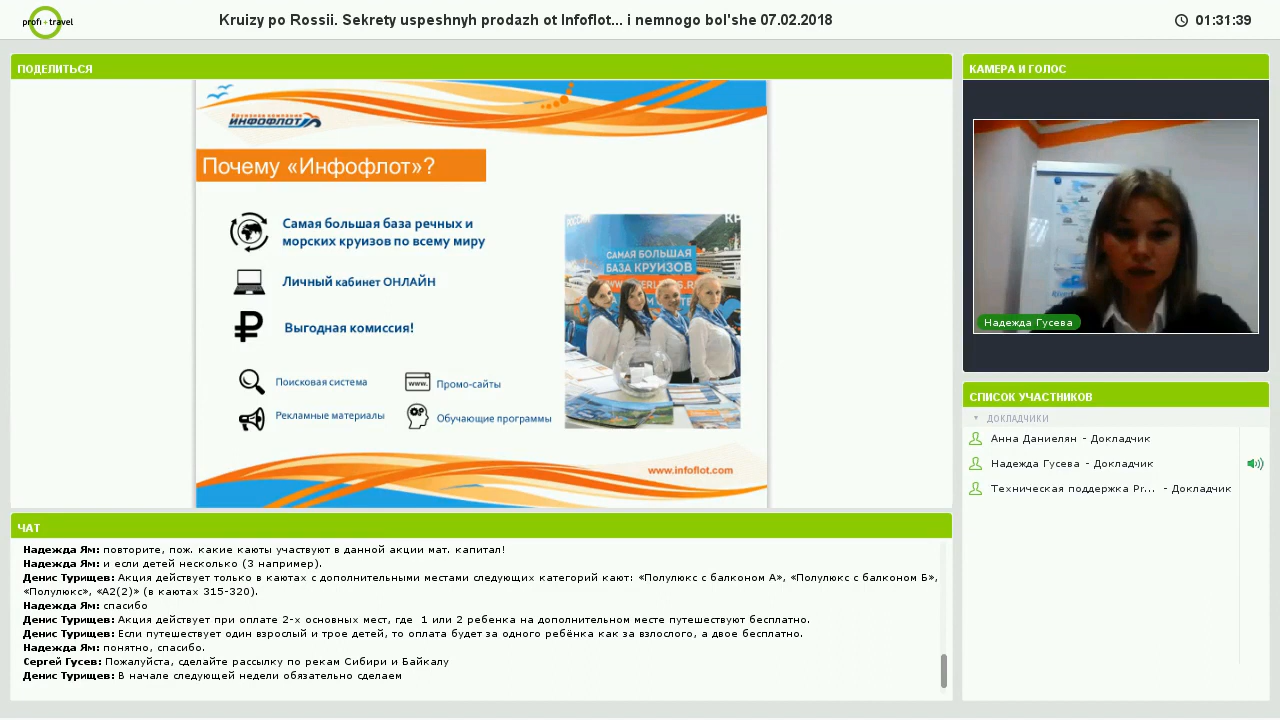 profi + travel
Kruizy po Rossii. Sekrety uspeshnyh prodazh ot Infoflot... i nemnogo bol'she 07.02.2018
01:31:39
ПОДЕЛИТЬСЯ
Круизная компания
ИНФОФЛОТ
Почему «Инфофлот»?
Самая большая база речных и
морских круизов по всему миру
Личный кабинет ОНЛАЙН
Выгодная комиссия!
Поисковая система
www.
Промо-сайты
Рекламные материалы
Обучающие программы
САМАЯ БОЛЬШАЯ
БАЗА КРУИЗОВ
www.infoflot.com
КАМЕРА И ГОЛОС
Надежда Гусева
СПИСОК УЧАСТНИКОВ
ДОКЛАДЧИКИ
Анна Даниелян - Докладчик
Надежда Гусева - Докладчик
Техническая поддержка Pr... - Докладчик
ЧАТ
Надежда Ям: повторите, пож. какие каюты участвуют в данной акции мат. капитал!
Надежда Ям: и если детей несколько (3 например).
Денис Турищев: Акция действует только в каютах с дополнительными местами следующих категорий кают: «Полулюкс с балконом А», «Полулюкс с балконом Б»,
«Полулюкс», «А2(2)» (в каютах 315-320).
Надежда Ям: спасибо
Денис Турищев: Акция действует при оплате 2-х основных мест, где 1 или 2 ребенка на дополнительном месте путешествуют бесплатно.
Денис Турищев: Если путешествует один взрослый и трое детей, то оплата будет за одного ребёнка как за взлослого, а двое бесплатно.
Надежда Ям: понятно, спасибо.
Сергей Гусев: Пожалуйста, сделайте рассылку по рекам Сибири и Байкалу
Денис Турищев: В начале следующей недели обязательно сделаем